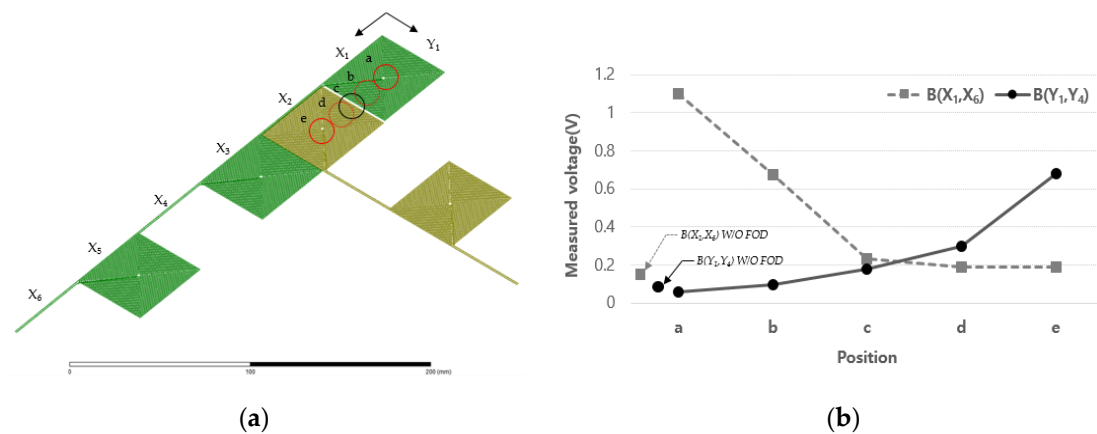 Y₁
X₁
a
b
X₂
c
d
e
X₃
X₄
X₅
X₆
0
100
200 (mm)
(a)
1.2
1
0.8
0.6
0.4
0.2
0
Measured voltage(V)
B(X₁,X₆) B(Y₁,Y₄)
B(X₁,X₆) W/O FOD
B(Y₁,Y₄) W/O FOD
a b c d e
Position
(b)